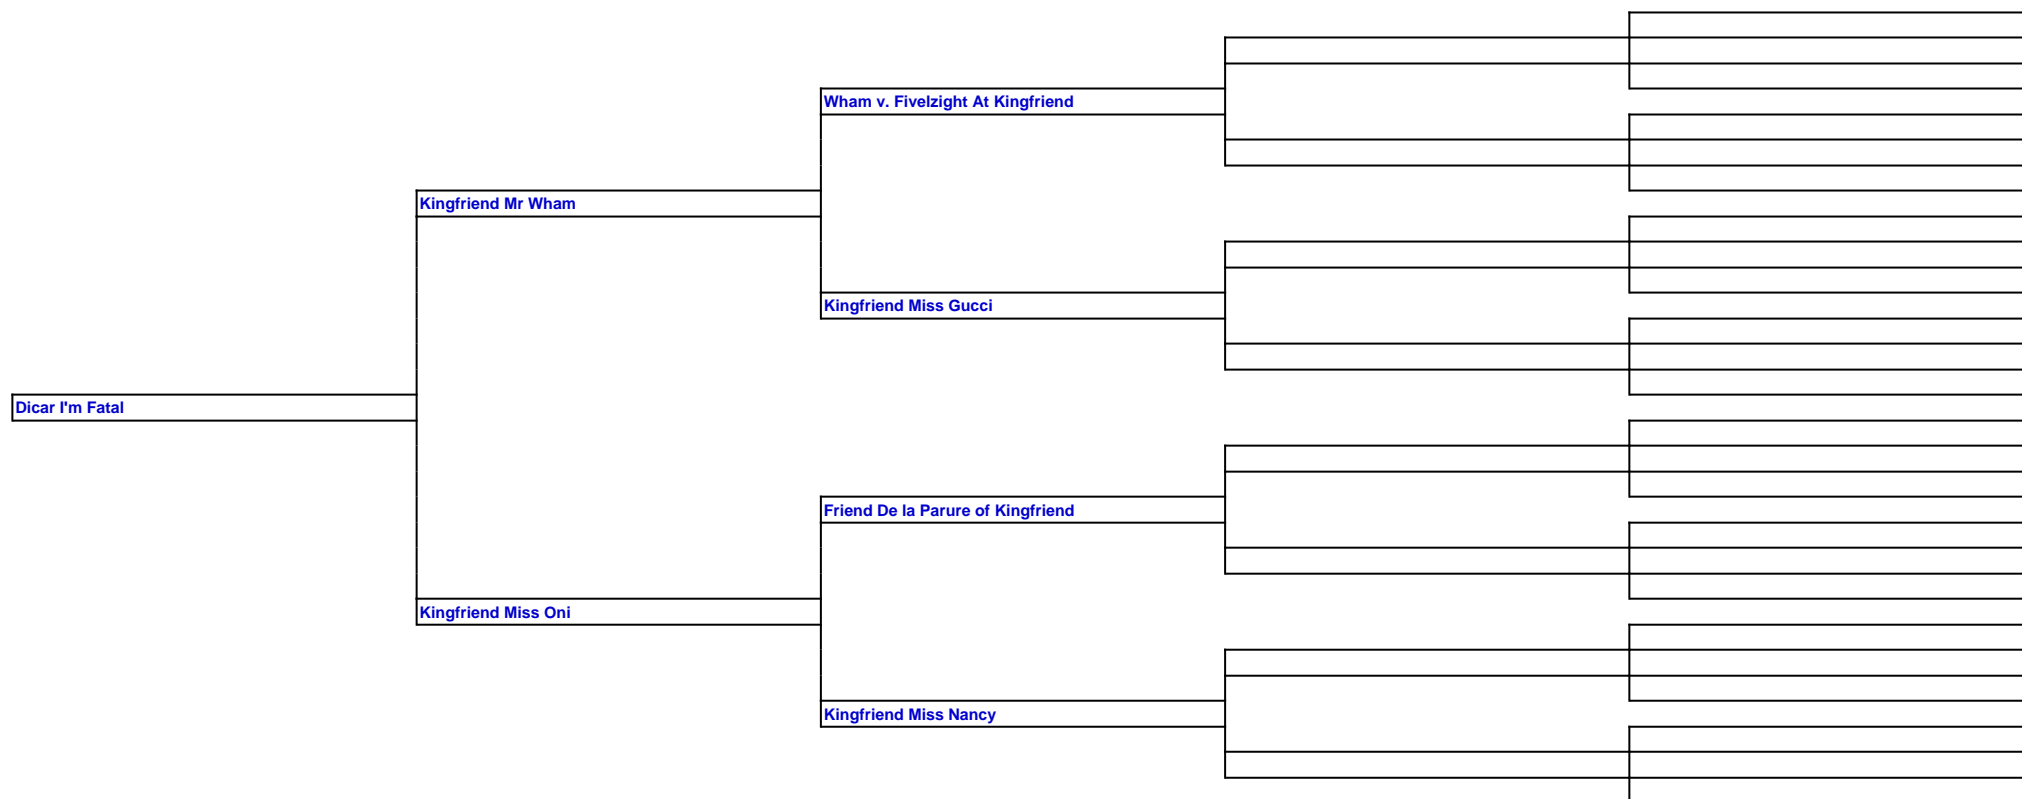 Wham v. Fivelzight At Kingfriend
Kingfriend Mr Wham
Kingfriend Miss Gucci
Dicar I'm Fatal
Friend De la Parure of Kingfriend
Kingfriend Miss Oni
Kingfriend Miss Nancy